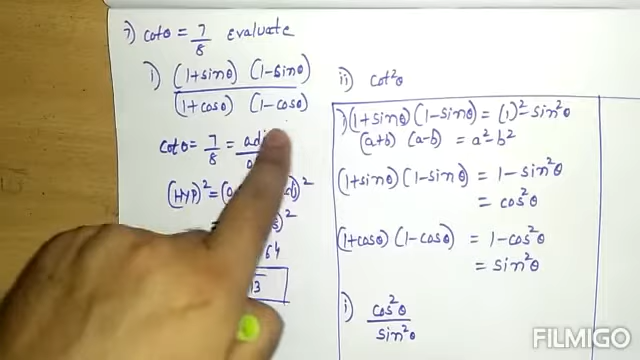 7) cotθ = 7/8 evaluate
i) (1+sinθ) (1-sinθ)
(1+cosθ) (1-cosθ)
cotθ = 7/8 =
(HYP)² =
64
13
ii) cot²θ
i) (1+sinθ)(1-sinθ) = (1)²-sin²θ
(a+b) (a-b) = a²-b²
(1+sinθ)(1-sinθ) = 1-sin²θ
= cos²θ
(1+cosθ)(1-cosθ) = 1-cos²θ
= sin²θ
i) cos²θ
sin²θ
FILMIGO